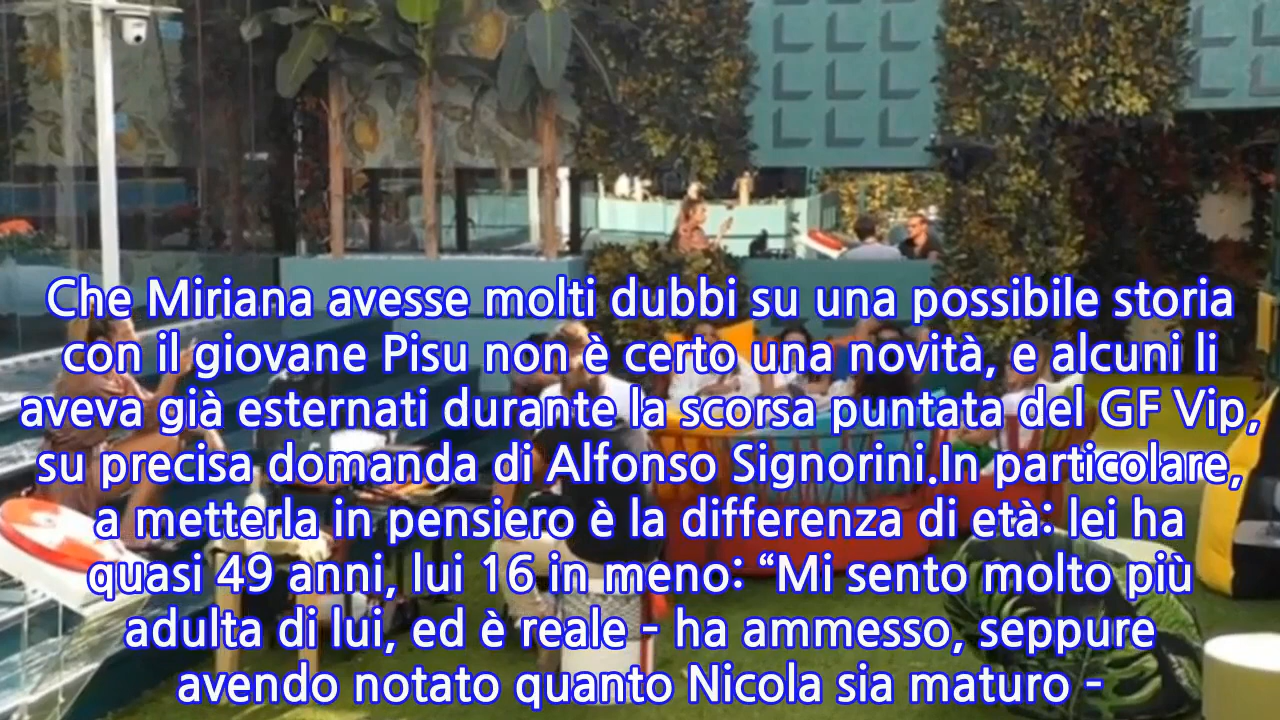 Che Miriana avesse molti dubbi su una possibile storia
con il giovane Pisu non è certo una novità, e alcuni li
aveva già esternati durante la scorsa puntata del GF Vip,
su precisa domanda di Alfonso Signorini.In particolare,
a metterla in pensiero è la differenza di età: lei ha
quasi 49 anni, lui 16 in meno: “Mi sento molto più
adulta di lui, ed è reale - ha ammesso, seppure
avendo notato quanto Nicola sia maturo -